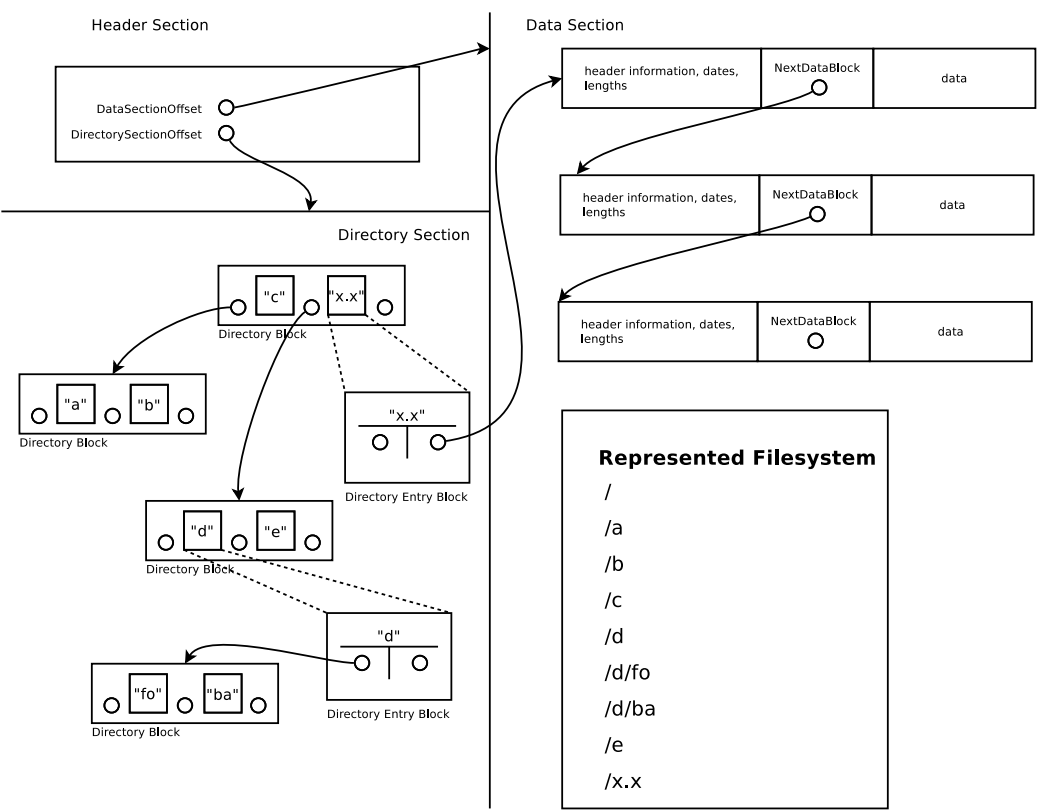 Header Section
DataSectionOffset
DirectorySectionOffset
Directory Section
"c"
"x.x"
Directory Block
"a"
"b"
Directory Block
"x.x"
Directory Entry Block
"d"
"e"
Directory Block
"d"
Directory Entry Block
"fo"
"ba"
Directory Block
Data Section
header information, dates,
lengths
NextDataBlock
data
header information, dates,
lengths
NextDataBlock
data
header information, dates,
lengths
NextDataBlock
data
Represented Filesystem
/
/a
/b
/c
/d
/d/fo
/d/ba
/e
/x.x